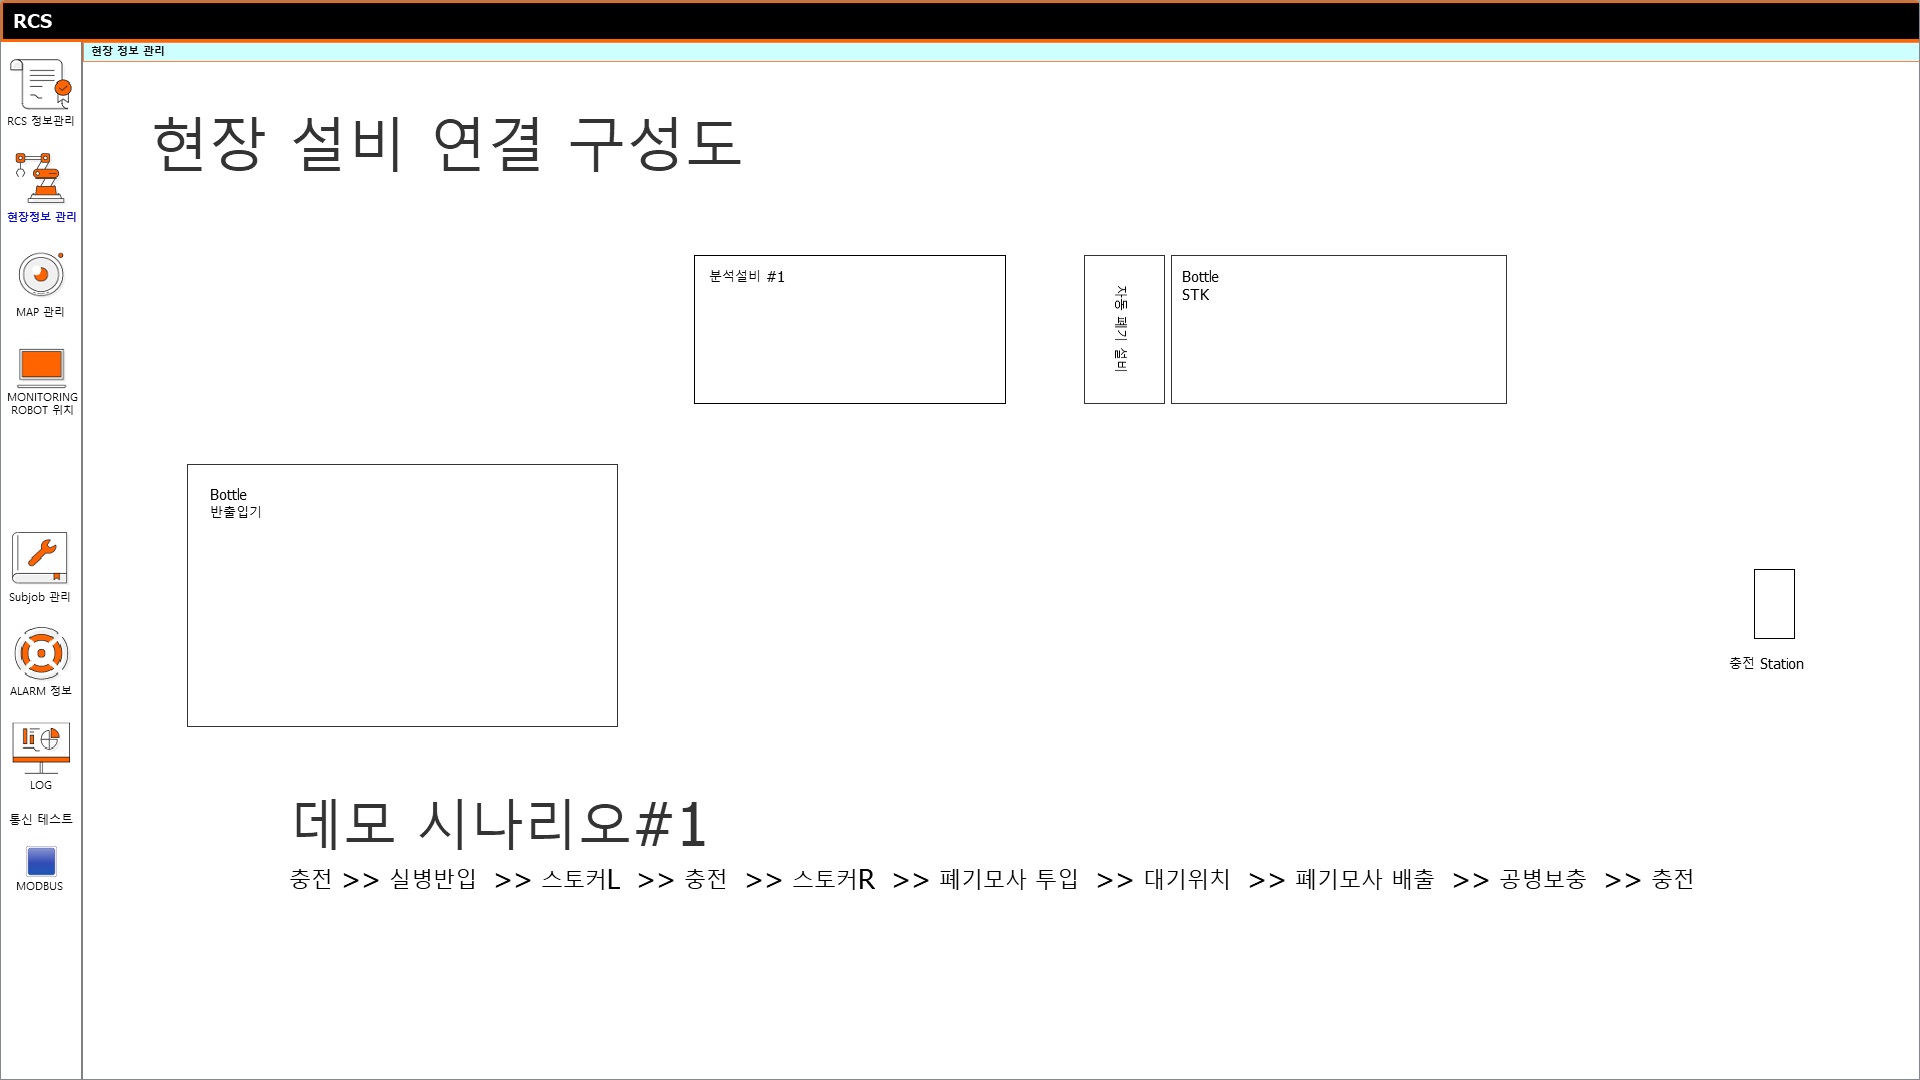 RCS
현장 정보 관리
RCS 정보관리
현장정보 관리
MAP 관리
MONITORING
ROBOT 위치
Subjob 관리
ALARM 정보
LOG
통신 테스트
MODBUS
현장 설비 연결 구성도
분석설비 #1
자동 폐기 설비
Bottle
STK
Bottle
반출입기
충전 Station
데모 시나리오#1
충전 >> 실병반입 >> 스토커L >> 충전 >> 스토커R >> 폐기모사 투입 >> 대기위치 >> 폐기모사 배출 >> 공병보충 >> 충전